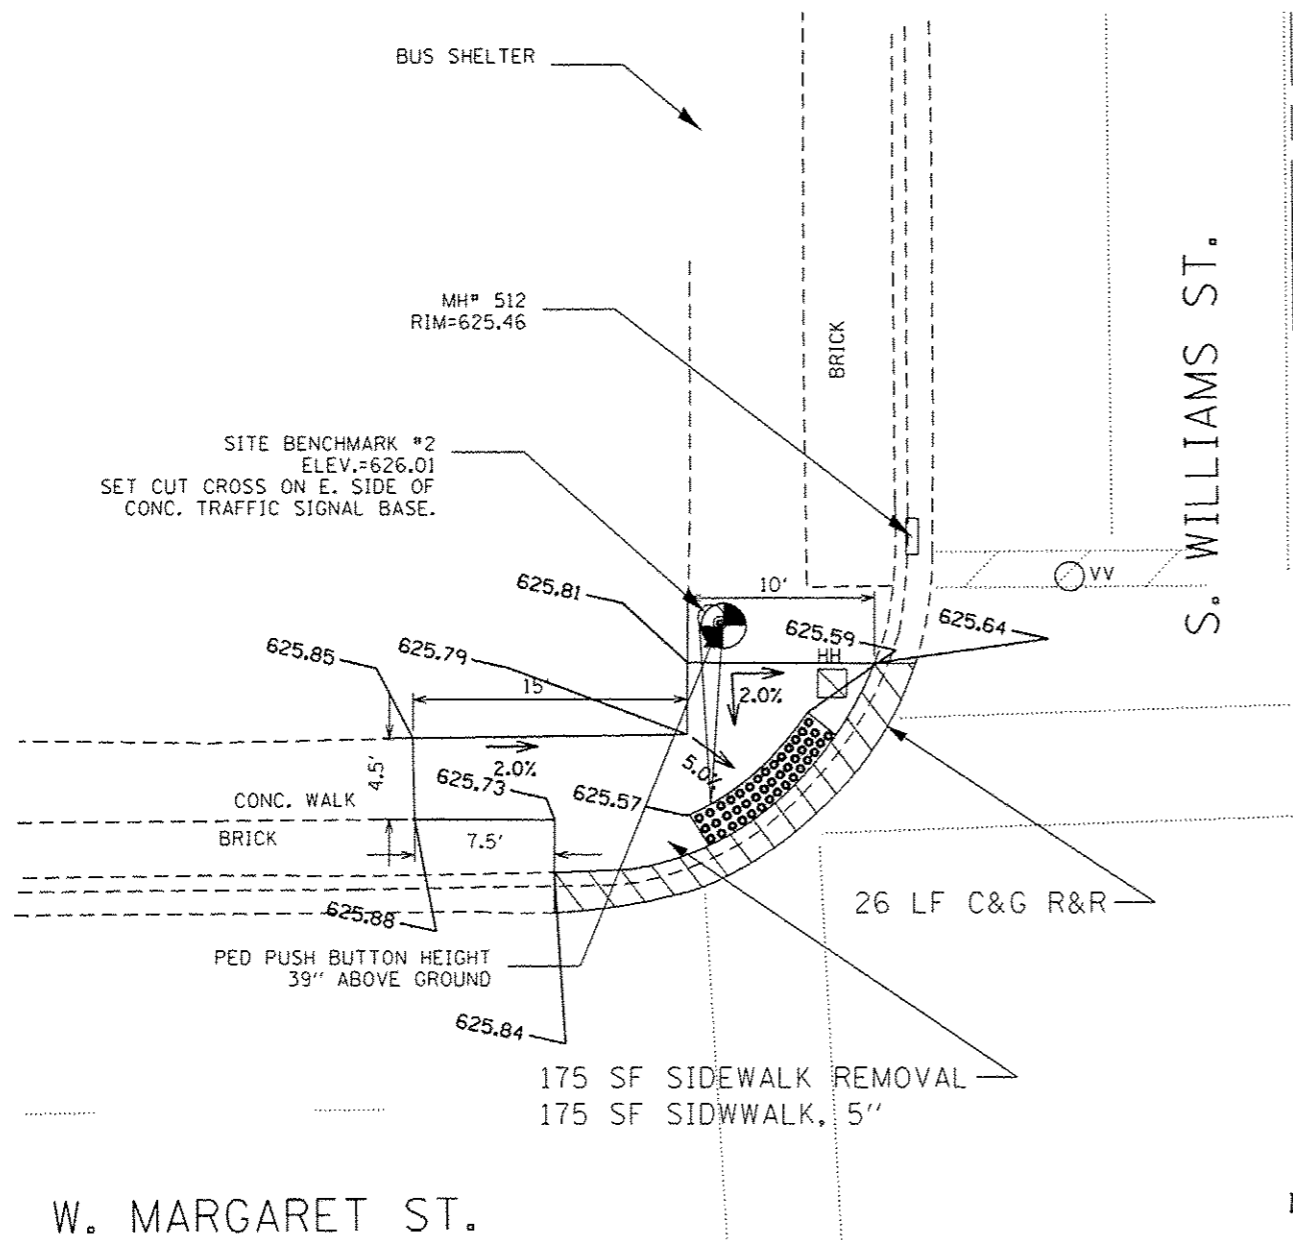 BUS SHELTER
MH# 512
RIM=625.46
BRICK
S. WILLIAMS ST.
SITE BENCHMARK #2
ELEV.=626.01
SET CUT CROSS ON E. SIDE OF
CONC. TRAFFIC SIGNAL BASE.
VV
625.81
10'
625.59
625.64
625.85
625.79
HH
15'
2.0%
4.5'
2.0%
5.0%
625.73
625.57
CONC. WALK
BRICK
7.5'
625.88
26 LF C&G R&R
PED PUSH BUTTON HEIGHT
39" ABOVE GROUND
625.84
175 SF SIDEWALK REMOVAL
175 SF SIDWWALK, 5"
W. MARGARET ST.